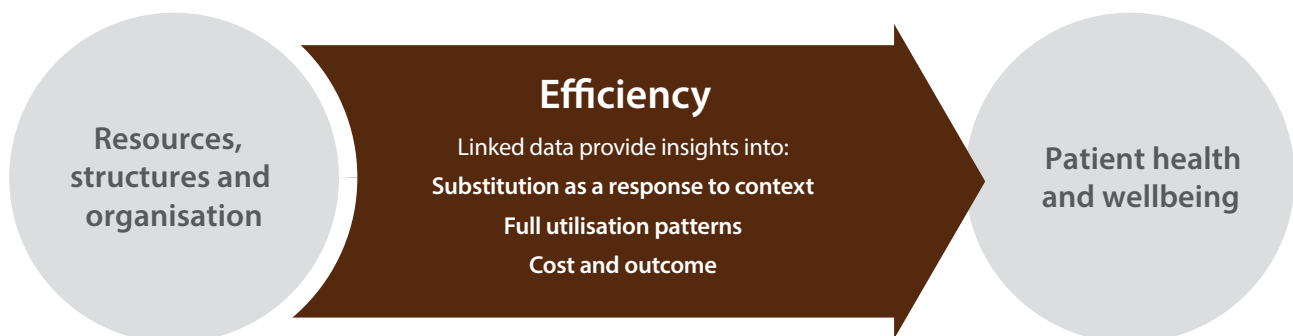 Resources,
structures and
organisation
Efficiency
Linked data provide insights into:
Substitution as a response to context
Full utilisation patterns
Cost and outcome
Patient health
and wellbeing